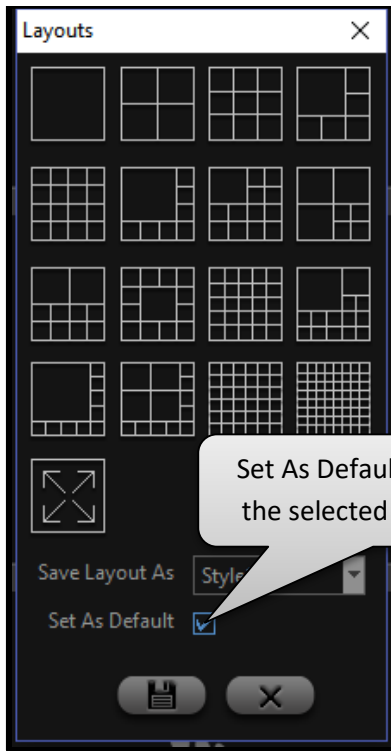 Layouts
Set As Defaul
the selected
Save Layout As
Style
Set As Default